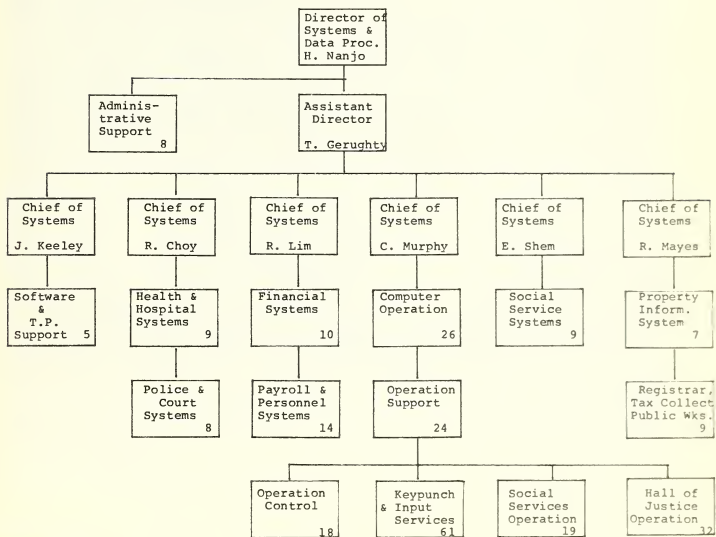 Director of
Systems &
Data Proc.
H. Nanjo
Adminis-
trative
Support
8
Assistant
Director
T. Gerughty
Chief of
Systems
J. Keeley
Chief of
Systems
R. Choy
Chief of
Systems
R. Lim
Chief of
Systems
C. Murphy
Chief of
Systems
E. Shem
Chief of
Systems
R. Mayes
Software
&
T.P.
Support 5
Health &
Hospital
Systems
9
Financial
Systems
10
Computer
Operation
26
Social
Service
Systems
9
Property
Inform.
System
7
Police &
Court
Systems
8
Payroll &
Personnel
Systems
14
Operation
Support
24
Registrar,
Tax Collect
Public Wks.
9
Operation
Control
18
Keypunch
& Input
Services
61
Social
Services
Operation
19
Hall of
Justice
Operation